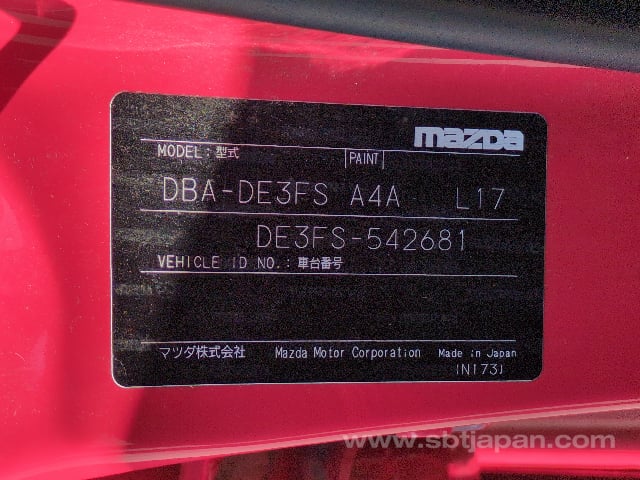 mazda
MODEL：型式 PAINT
DBA-DE3FS A4A L17
DE3FS-542681
VEHICLE ID NO.：車台番号
マツダ株式会社 Mazda Motor Corporation Made in Japan
(N173)
www.sbtjapan.com